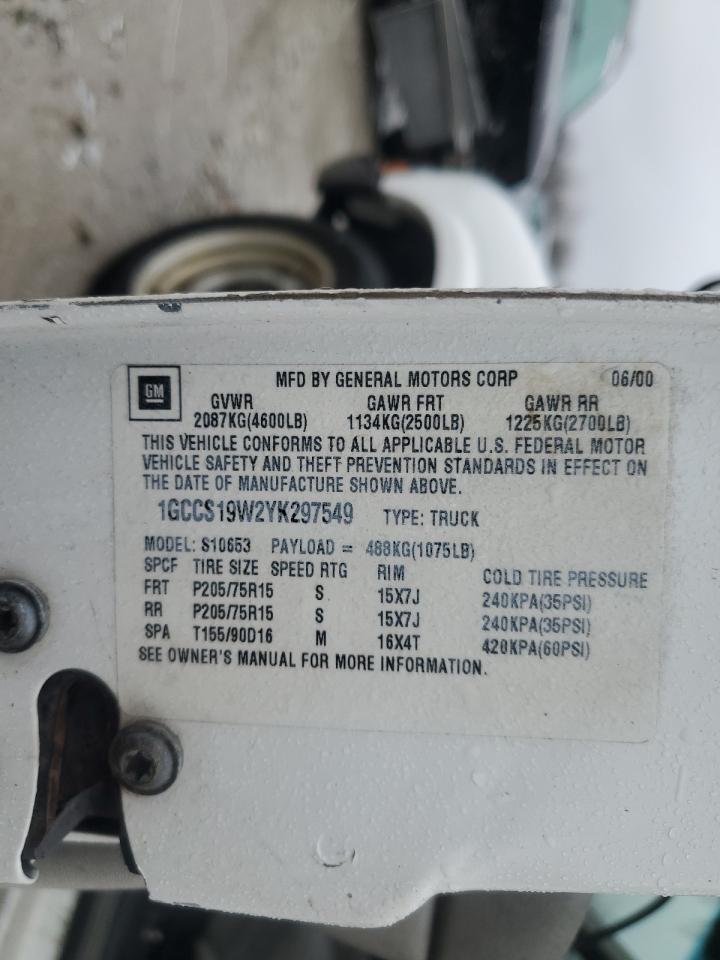 GM
MFD BY GENERAL MOTORS CORP 06/00
GVWR GAWR FRT GAWR RR
2087KG(4600LB) 1134KG(2500LB) 1225KG(2700LB)
THIS VEHICLE CONFORMS TO ALL APPLICABLE U.S. FEDERAL MOTOR
VEHICLE SAFETY AND THEFT PREVENTION STANDARDS IN EFFECT ON
THE DATE OF MANUFACTURE SHOWN ABOVE.
1GCCS19W2YK297549 TYPE: TRUCK
MODEL: S10653 PAYLOAD = 488KG(1075LB)
SPCF TIRE SIZE SPEED RTG RIM COLD TIRE PRESSURE
FRT P205/75R15 S 15X7J 240KPA(35PSI)
RR P205/75R15 S 15X7J 240KPA(35PSI)
SPA T155/90D16 M 16X4T 420KPA(60PSI)
SEE OWNER'S MANUAL FOR MORE INFORMATION.